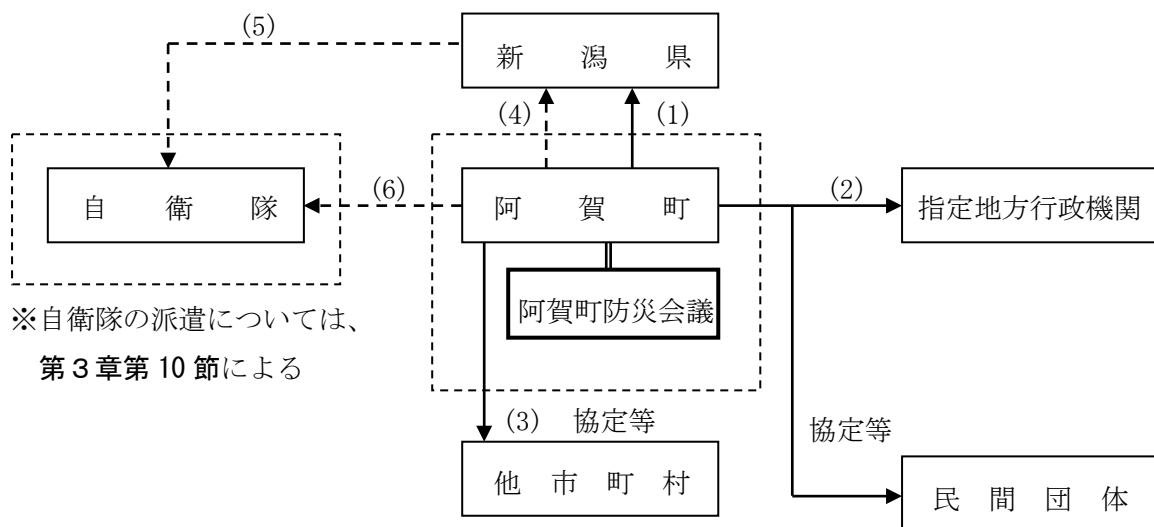 (5)
新潟県
(4)
(1)
自衛隊
(6)
阿賀町
(2)
指定地方行政機関
阿賀町防災会議
※自衛隊の派遣については、
第3章第10節による
(3) 協定等
協定等
他市町村
民間団体